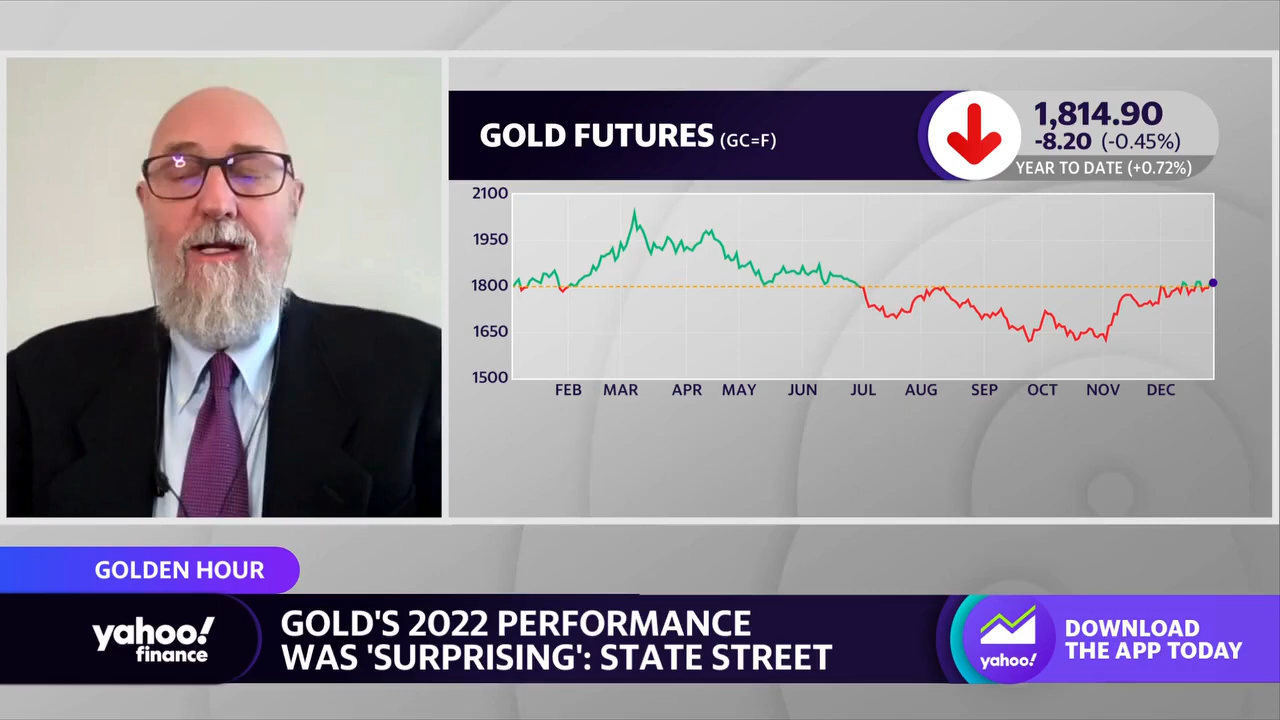 GOLD FUTURES (GC=F)
1,814.90
-8.20 (-0.45%)
YEAR TO DATE (+0.72%)
2100
1950
1800
1650
1500
FEB MAR APR MAY JUN JUL AUG SEP OCT NOV DEC
GOLDEN HOUR
yahoo!
finance
GOLD'S 2022 PERFORMANCE
WAS 'SURPRISING': STATE STREET
yahoo!
DOWNLOAD
THE APP TODAY